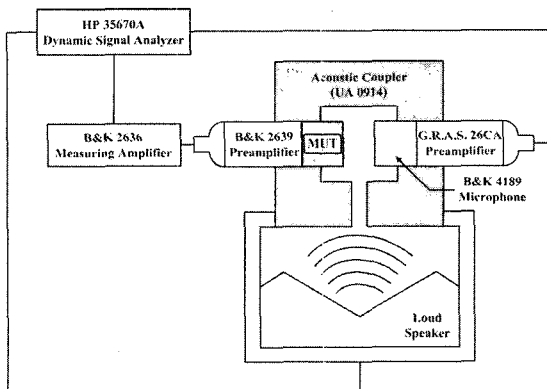 HP 35670A
Dynamic Signal Analyzer
Acoustic Coupler
(UA 0914)
B&K 2636
Measuring Amplifier
B&K 2639
Preamplifier
MUT
G.R.A.S. 26CA
Preamplifier
B&K 4189
Microphone
Loud
Speaker